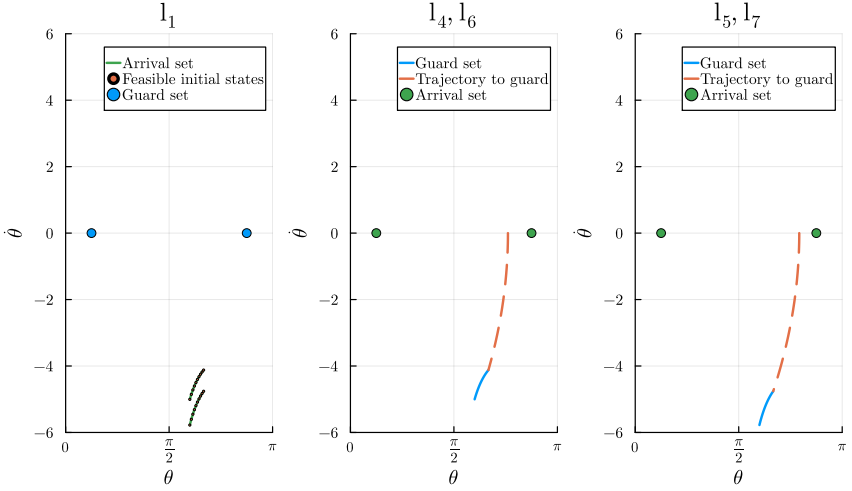 l₁
Arrival set
Feasible initial states
Guard set
6
4
2
0
−2
−4
−6
0
π/2
π
θ
θ̇
l₄, l₆
Guard set
Trajectory to guard
Arrival set
6
4
2
0
−2
−4
−6
0
π/2
π
θ
θ̇
l₅, l₇
Guard set
Trajectory to guard
Arrival set
6
4
2
0
−2
−4
−6
0
π/2
π
θ
θ̇